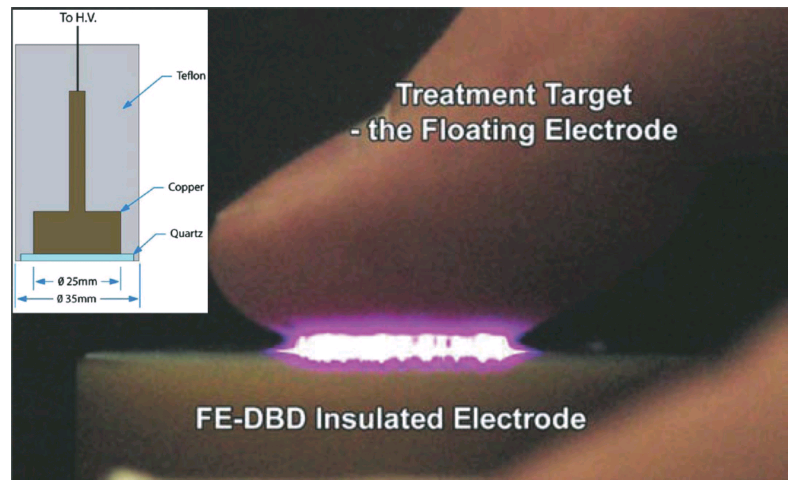 To H.V.
Teflon
Copper
Quartz
Ø 25mm
Ø 35mm
Treatment Target
- the Floating Electrode
FE-DBD Insulated Electrode